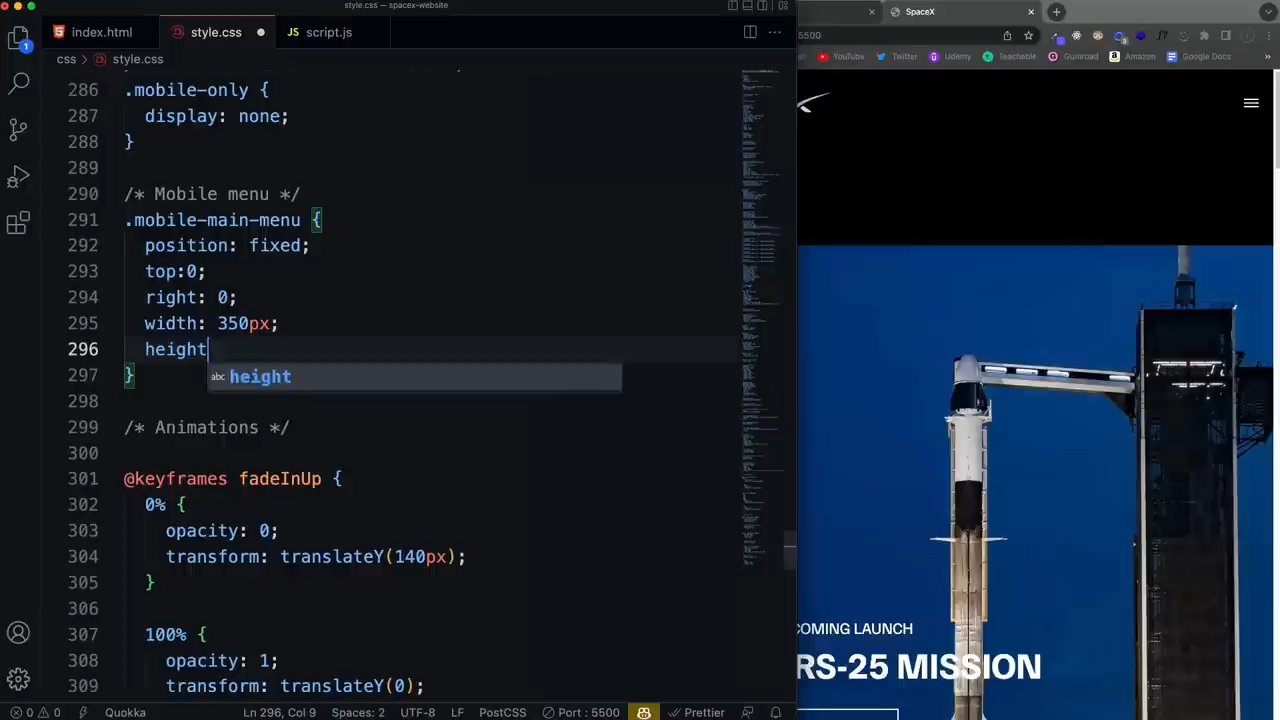 style.css — spacex-website
index.html
style.css
script.js
css > style.css
286 .mobile-only {
287 display: none;
288 }
289
290 /* Mobile menu */
291 .mobile-main-menu {
292 position: fixed;
293 top:0;
294 right: 0;
295 width: 350px;
296 height
abc height
297 }
298
299 /* Animations */
300
301 @keyframes fadeInUp {
302 0% {
303 opacity: 0;
304 transform: translateY(140px);
305 }
306
307 100% {
308 opacity: 1;
309 transform: translateY(0);
1
0 0 Quokka Ln 296, Col 9 Spaces: 2 UTF-8 LF PostCSS Port : 5500 Prettier
SpaceX
5500
YouTube Twitter Udemy Teachable Gumroad Amazon Google Docs »
COMING LAUNCH
RS-25 MISSION